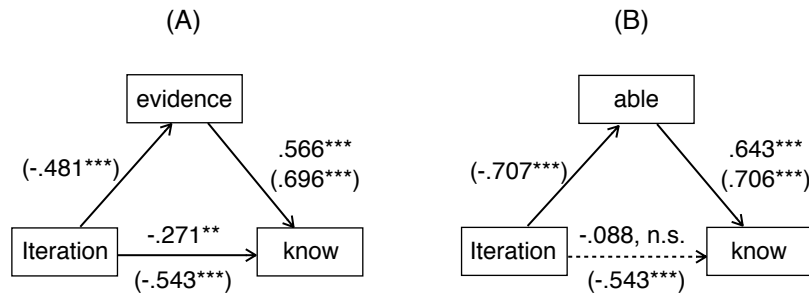 (A)
evidence
(-.481***)
.566***
(.696***)
Iteration
-.271**
know
(-.543***)
(B)
able
(-.707***)
.643***
(.706***)
Iteration
-.088, n.s.
know
(-.543***)